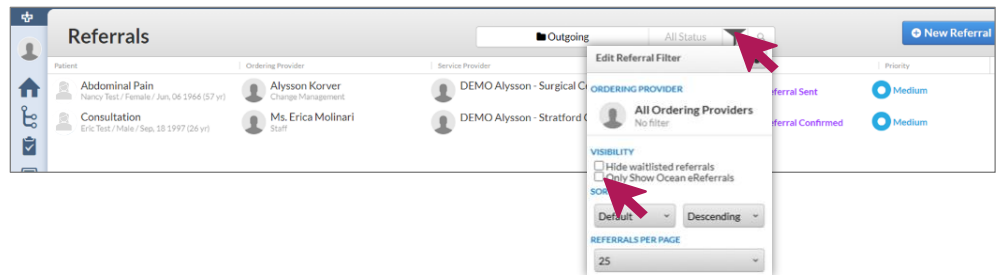 Referrals
Outgoing
All Status
New Referral
Edit Referral Filter
Patient
Ordering Provider
Service Provider
Priority
Abdominal Pain
Nancy Test / Female / Jun, 06 1966 (57 yr)
Alysson Korver
Change Management
DEMO Alysson - Surgical C
eferral Sent
Medium
Consultation
Eric Test / Male / Sep, 18 1997 (26 yr)
Ms. Erica Molinari
Staff
DEMO Alysson - Stratford
eferral Confirmed
Medium
ORDERING PROVIDER
All Ordering Providers
No filter
VISIBILITY
Hide waitlisted referrals
Only Show Ocean eReferrals
SOR
Default
Descending
REFERRALS PER PAGE
25